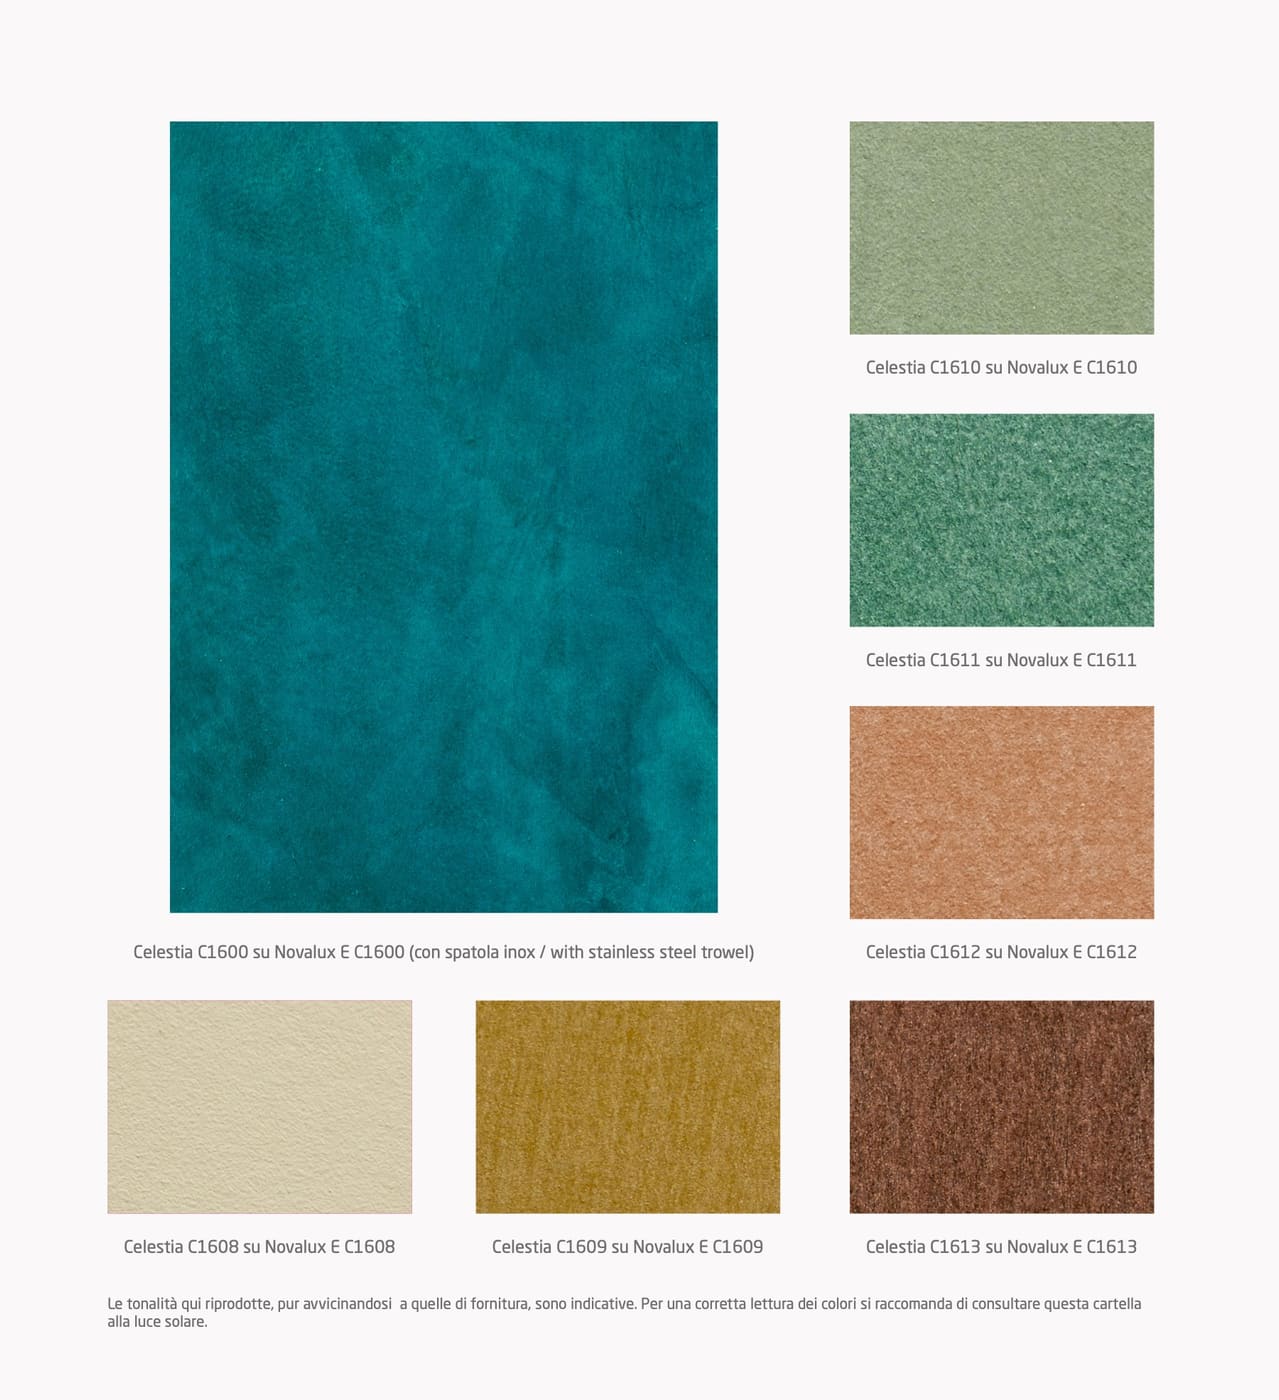 Celestia C1610 su Novalux E C1610
Celestia C1611 su Novalux E C1611
Celestia C1600 su Novalux E C1600 (con spatola inox / with stainless steel trowel)
Celestia C1612 su Novalux E C1612
Celestia C1608 su Novalux E C1608
Celestia C1609 su Novalux E C1609
Celestia C1613 su Novalux E C1613
Le tonalità qui riprodotte, pur avvicinandosi  a quelle di fornitura, sono indicative. Per una corretta lettura dei colori si raccomanda di consultare questa cartella
alla luce solare.